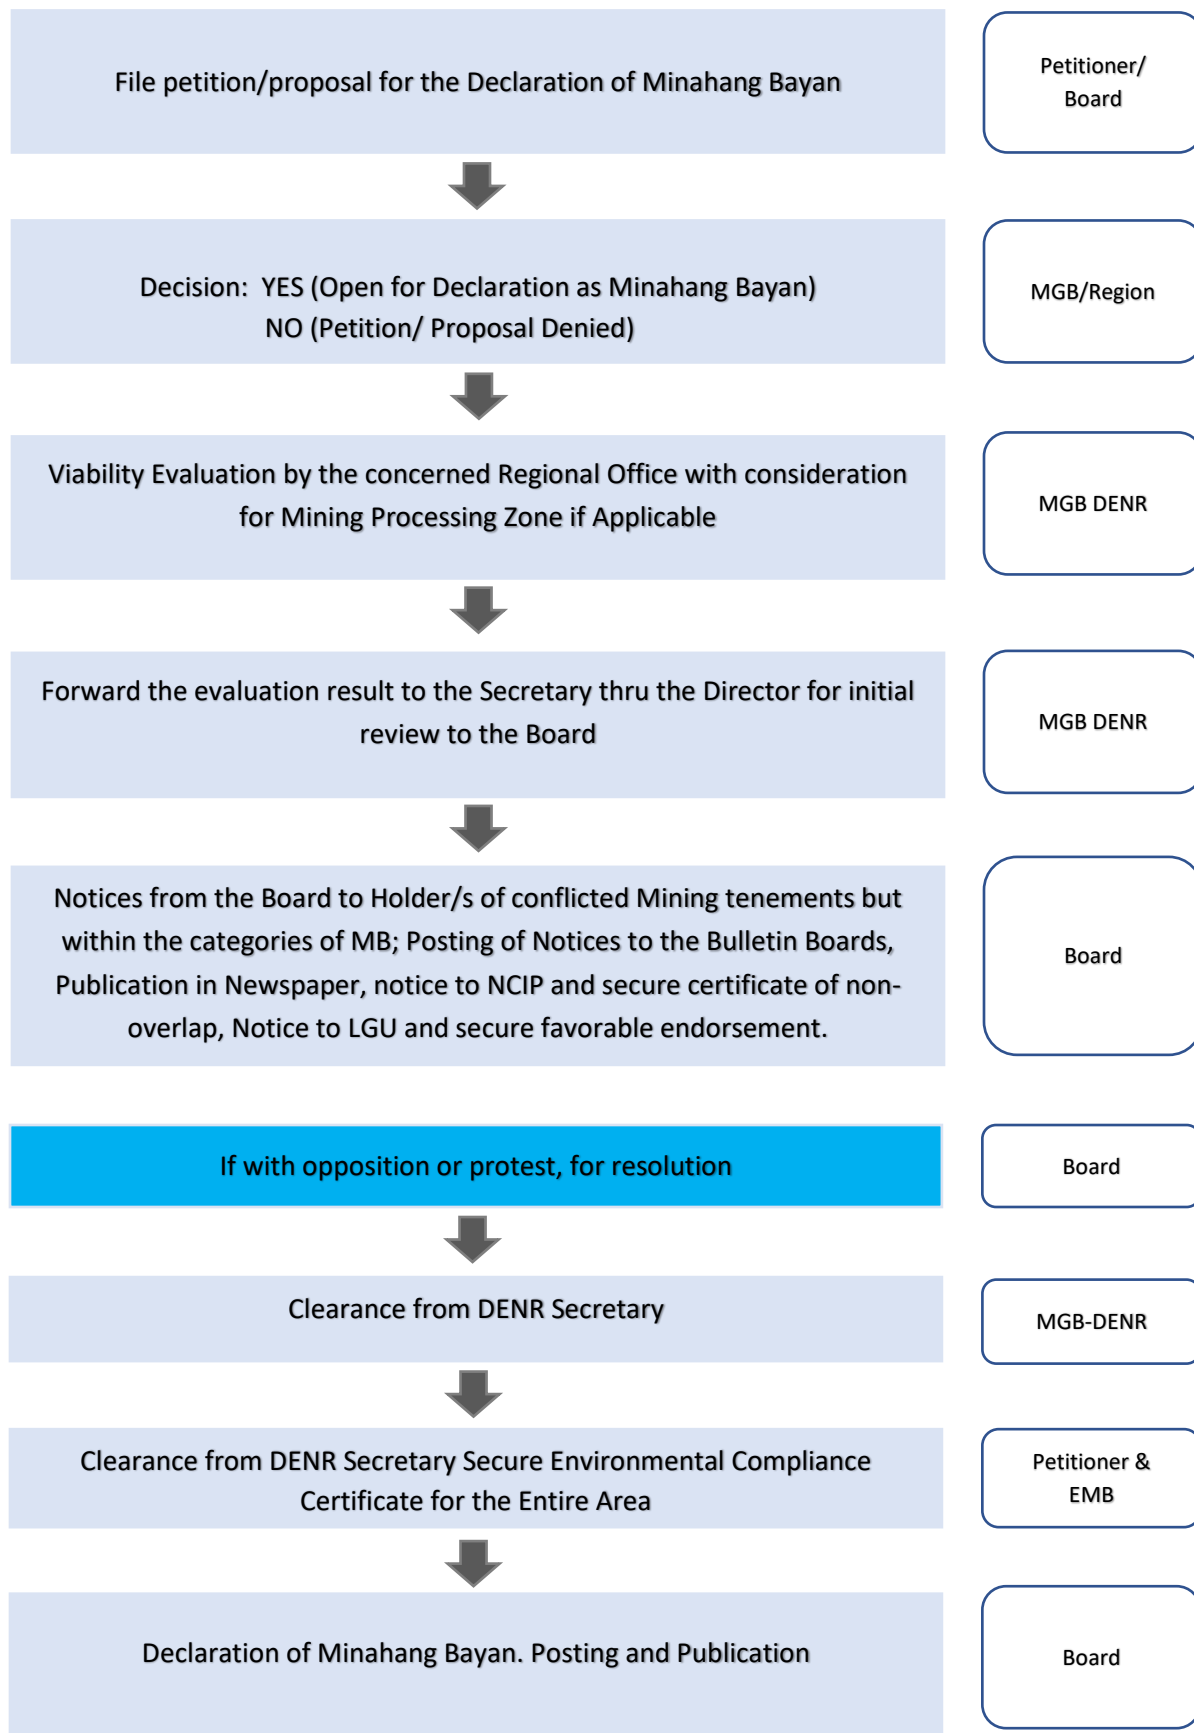 File petition/proposal for the Declaration of Minahang Bayan
Petitioner/
Board
Decision:  YES (Open for Declaration as Minahang Bayan)
NO (Petition/ Proposal Denied)
MGB/Region
Viability Evaluation by the concerned Regional Office with consideration
for Mining Processing Zone if Applicable
MGB DENR
Forward the evaluation result to the Secretary thru the Director for initial
review to the Board
MGB DENR
Notices from the Board to Holder/s of conflicted Mining tenements but
within the categories of MB; Posting of Notices to the Bulletin Boards,
Publication in Newspaper, notice to NCIP and secure certificate of non-
overlap, Notice to LGU and secure favorable endorsement.
Board
If with opposition or protest, for resolution
Board
Clearance from DENR Secretary
MGB-DENR
Clearance from DENR Secretary Secure Environmental Compliance
Certificate for the Entire Area
Petitioner &
EMB
Declaration of Minahang Bayan. Posting and Publication
Board